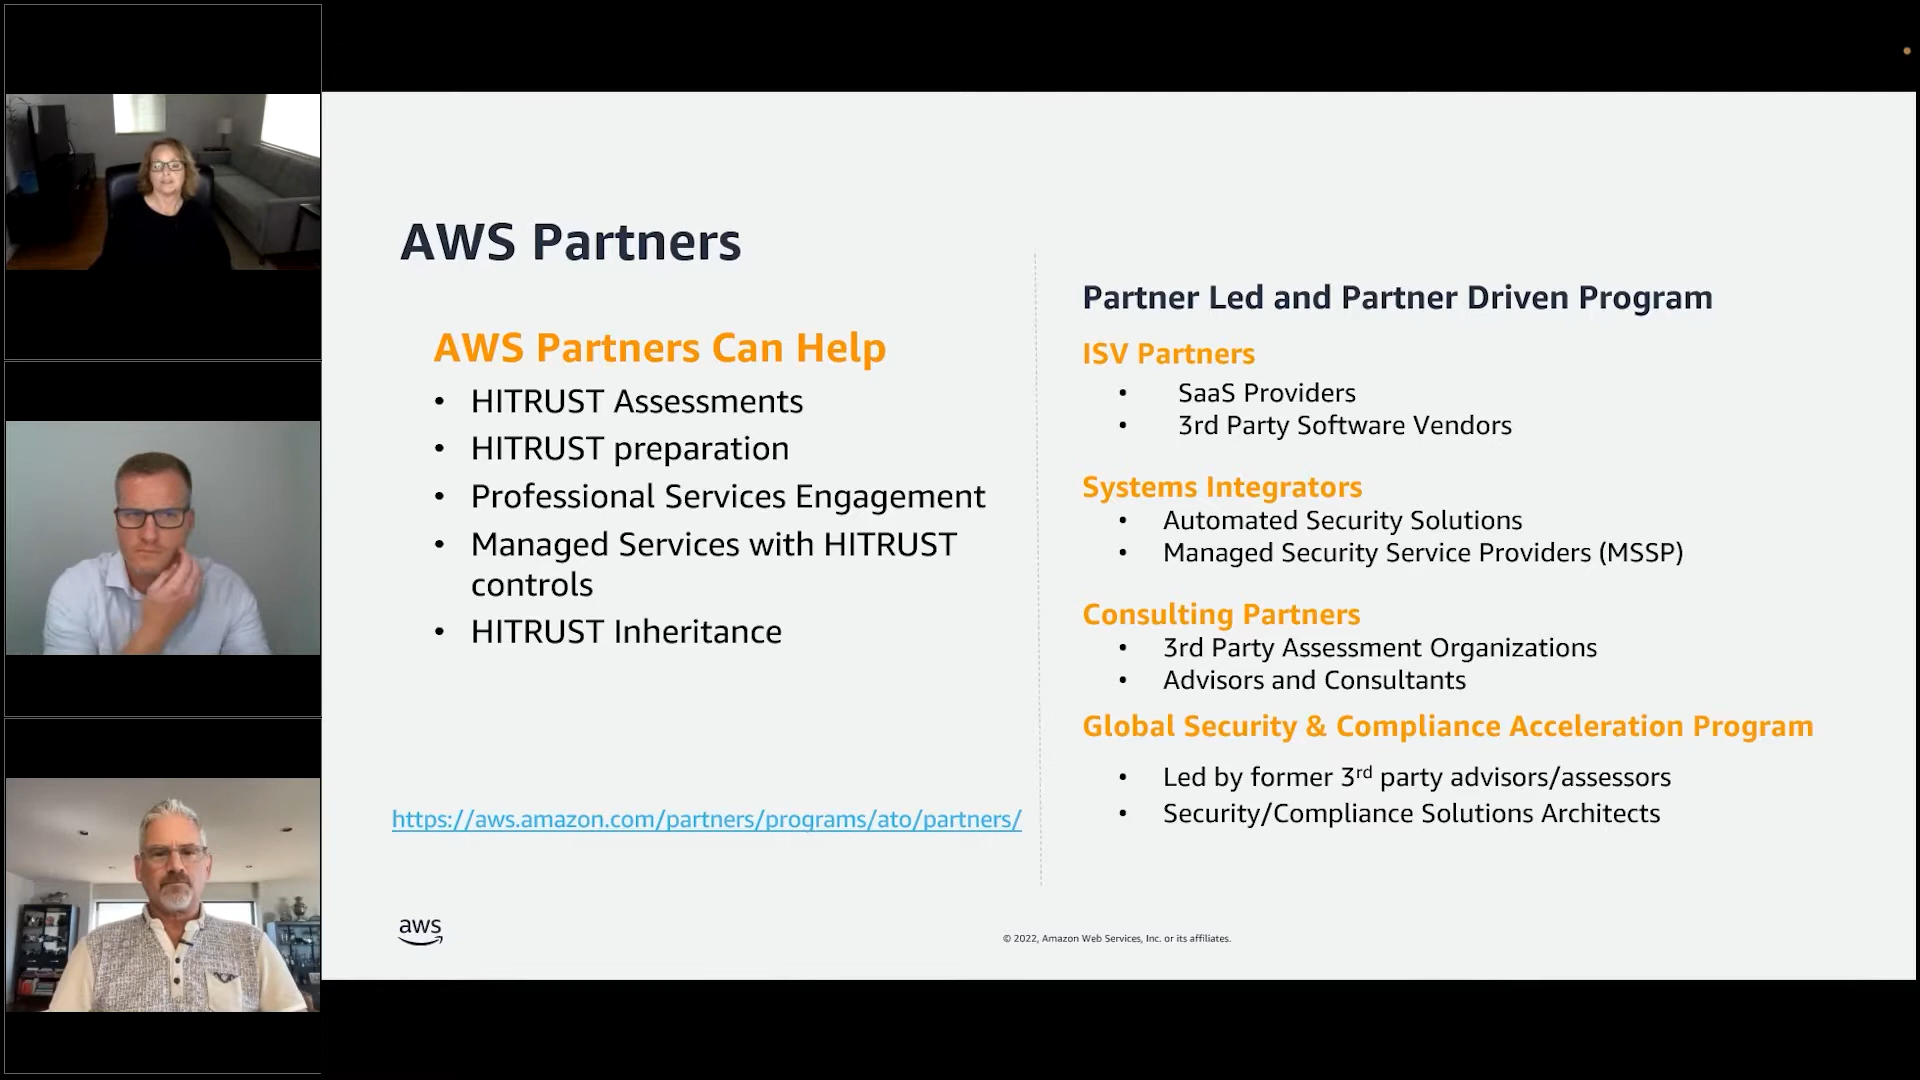 AWS Partners
AWS Partners Can Help
• HITRUST Assessments
• HITRUST preparation
• Professional Services Engagement
• Managed Services with HITRUST
controls
• HITRUST Inheritance
https://aws.amazon.com/partners/programs/ato/partners/
Partner Led and Partner Driven Program
ISV Partners
• SaaS Providers
• 3rd Party Software Vendors
Systems Integrators
• Automated Security Solutions
• Managed Security Service Providers (MSSP)
Consulting Partners
• 3rd Party Assessment Organizations
• Advisors and Consultants
Global Security & Compliance Acceleration Program
• Led by former 3rd party advisors/assessors
• Security/Compliance Solutions Architects
aws
© 2022, Amazon Web Services, Inc. or its affiliates.